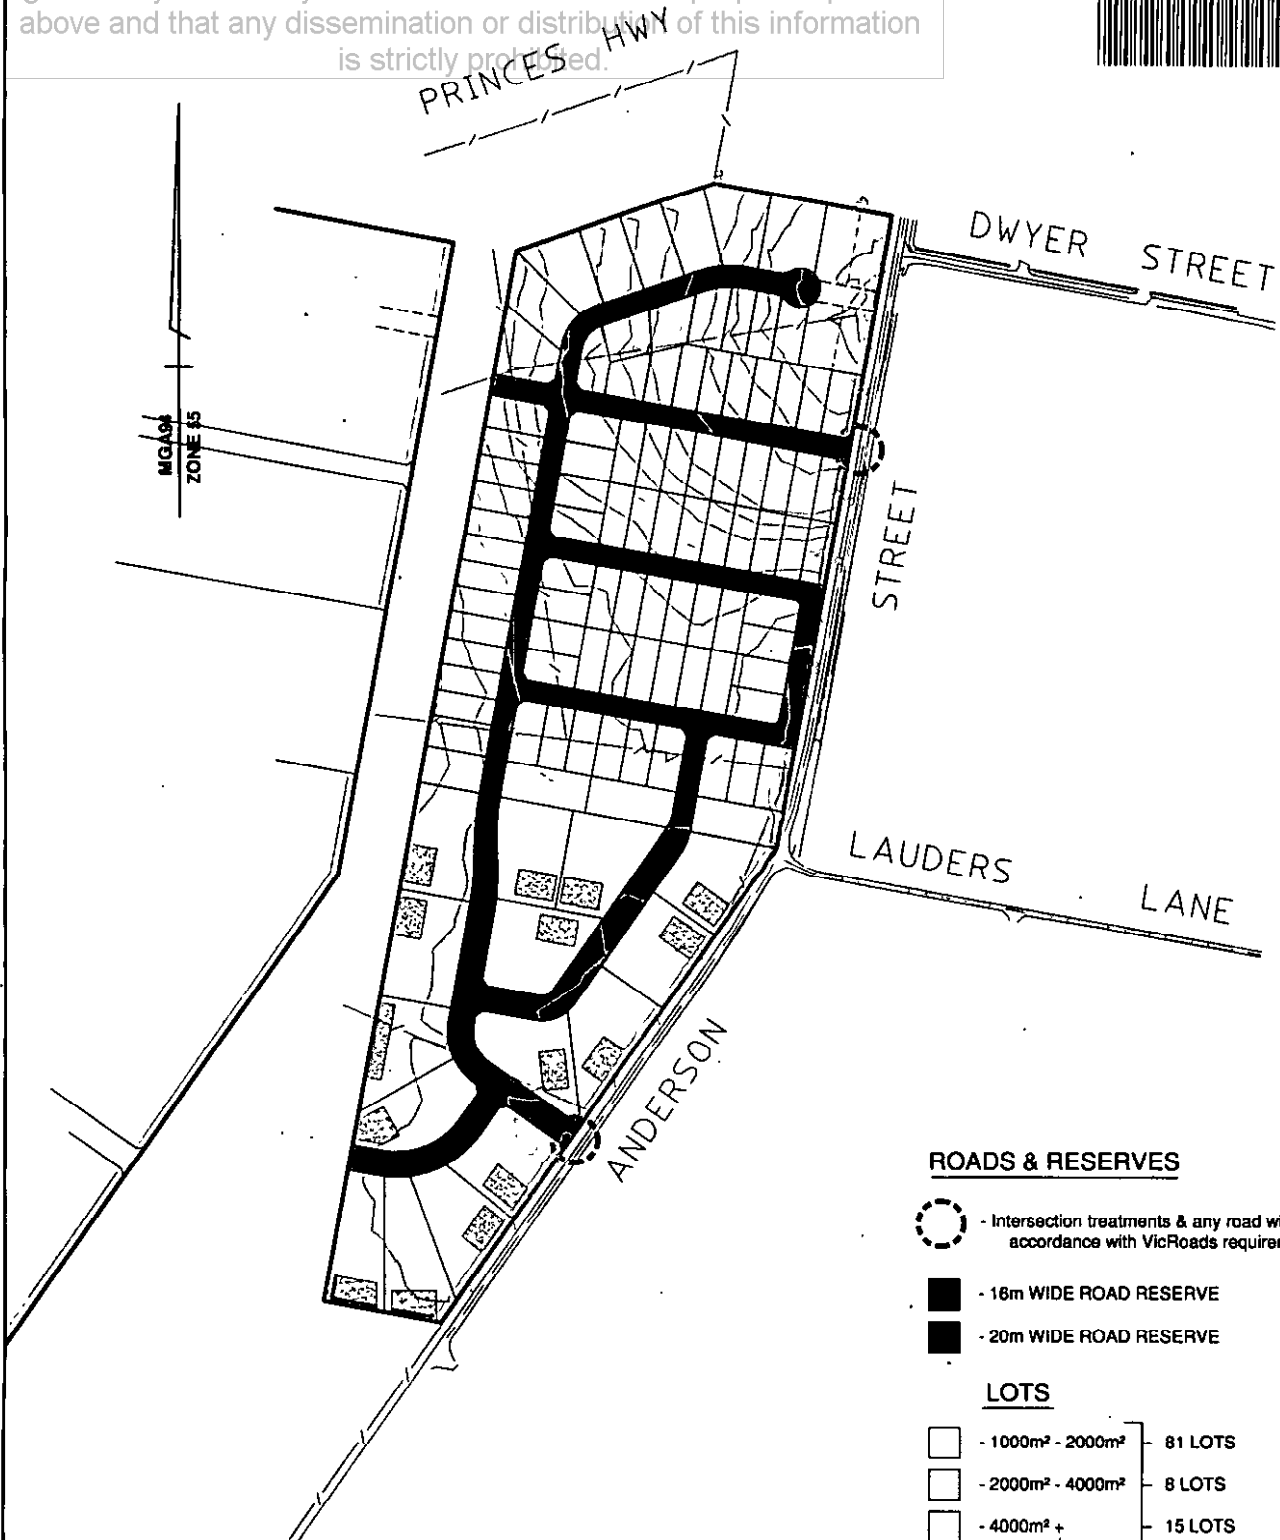 above and that any dissemination or distribution of this information
is strictly prohibited.
PRINCES HWY
DWYER STREET
MGA94
ZONE 55
STREET
LAUDERS LANE
ANDERSON
ROADS & RESERVES
- Intersection treatments & any road
accordance with VicRoads
- 16m WIDE ROAD RESERVE
- 20m WIDE ROAD RESERVE
LOTS
- 1000m² - 2000m² 81 LOTS
- 2000m² - 4000m² 8 LOTS
- 4000m² + 15 LOTS